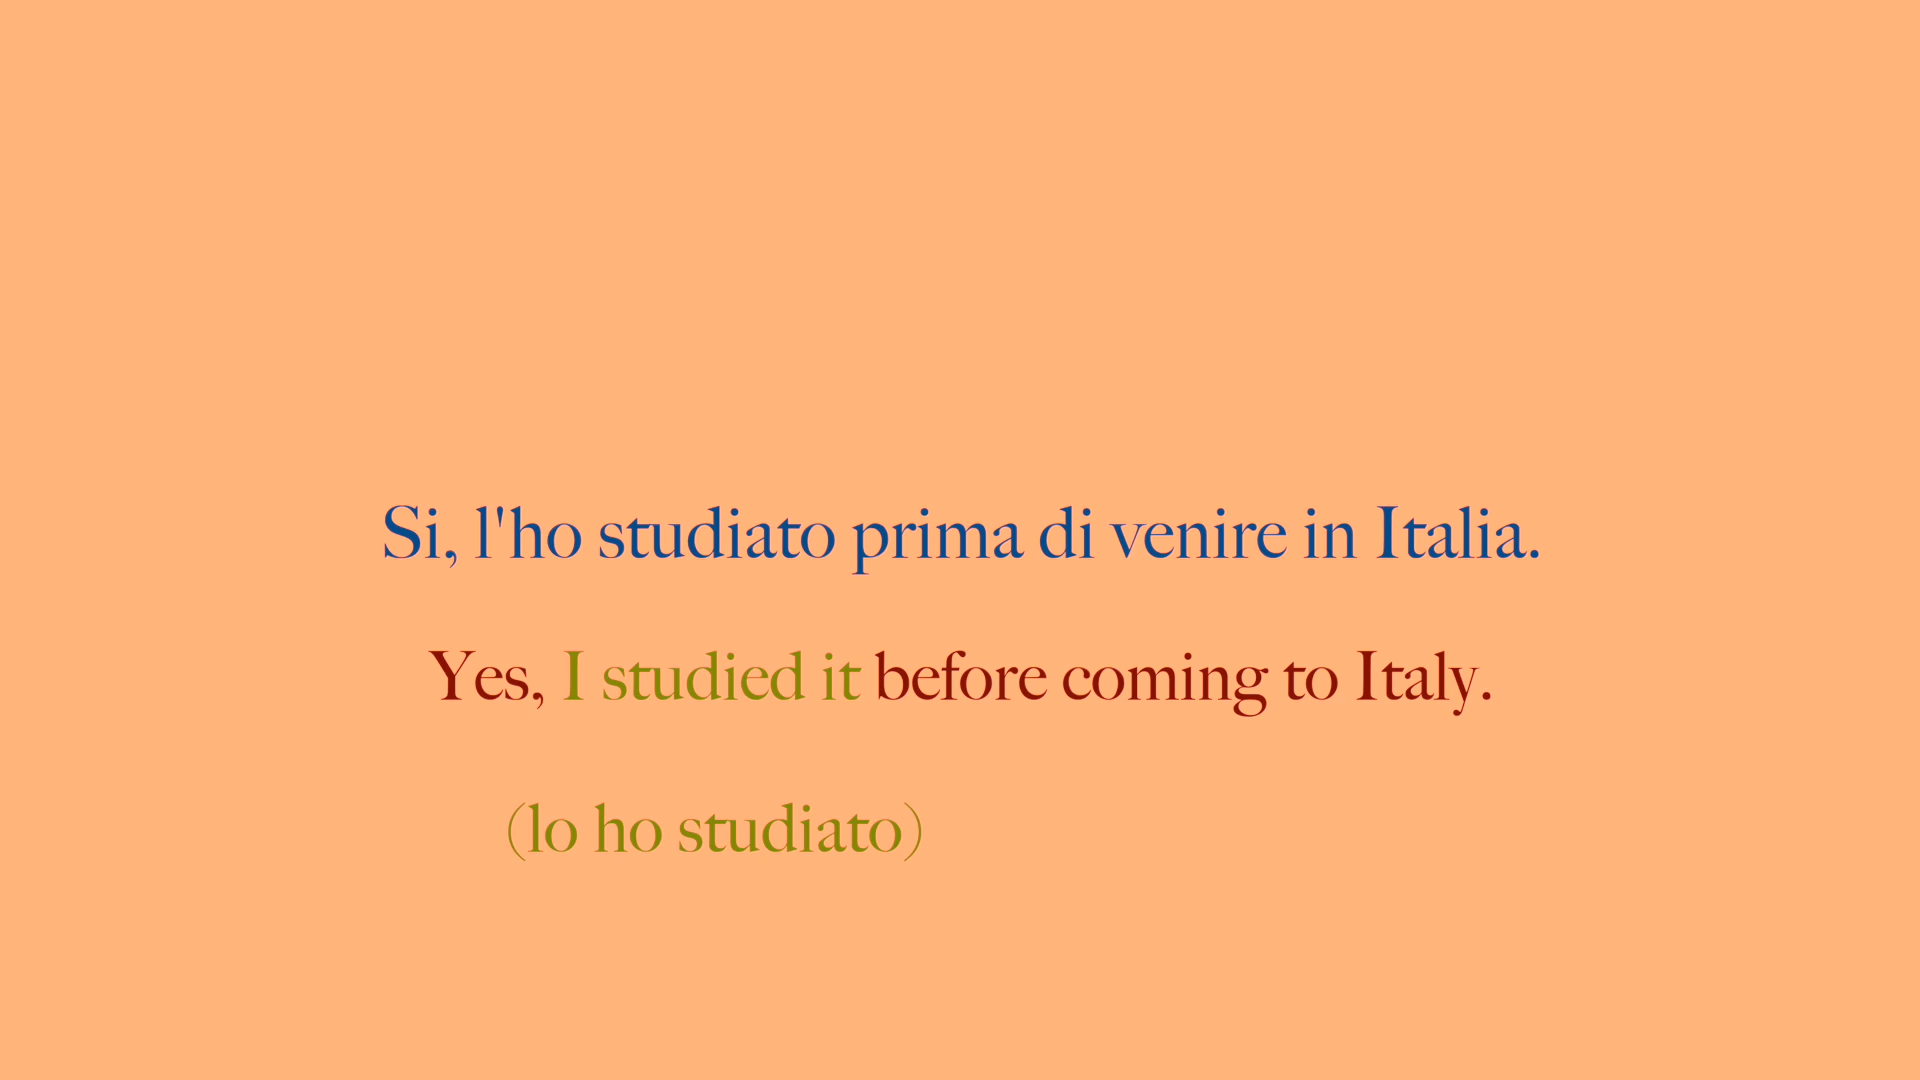 Si, l'ho studiato prima di venire in Italia.
Yes, I studied it before coming to Italy.
(lo ho studiato)